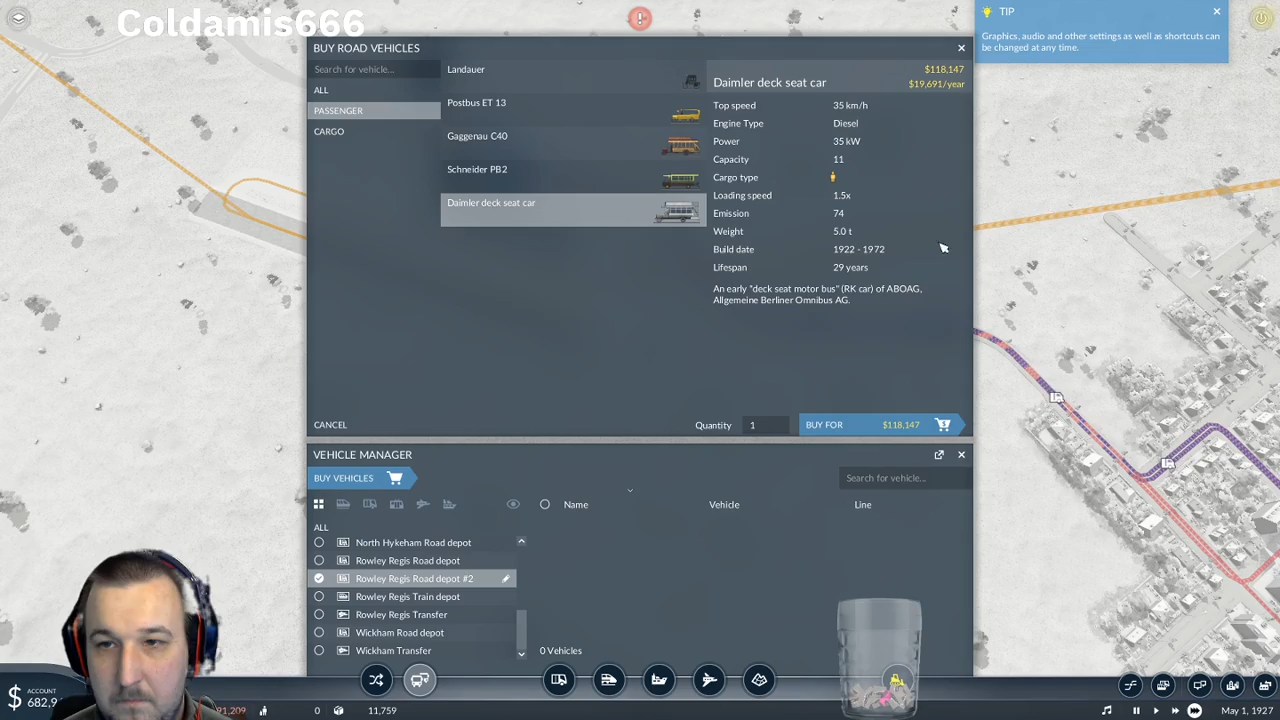 Coldamis666
TIP
Graphics, audio and other settings as well as shortcuts can
be changed at any time.
BUY ROAD VEHICLES
Search for vehicle...
ALL
PASSENGER
CARGO
Landauer
Postbus ET 13
Gaggenau C40
Schneider PB2
Daimler deck seat car
$118,147
Daimler deck seat car
$19,691/year
Top speed 35 km/h
Engine Type Diesel
Power 35 kW
Capacity 11
Cargo type
Loading speed 1.5x
Emission 74
Weight 5.0 t
Build date 1922 - 1972
Lifespan 29 years
An early "deck seat motor bus" (RK car) of ABOAG,
Allgemeine Berliner Omnibus AG.
CANCEL
Quantity 1
BUY FOR $118,147
VEHICLE MANAGER
BUY VEHICLES
Search for vehicle...
Name Vehicle Line
ALL
North Hykeham Road depot
Rowley Regis Road depot
Rowley Regis Road depot #2
Rowley Regis Train depot
Rowley Regis Transfer
Wickham Road depot
Wickham Transfer
0 Vehicles
$ ACCOUNT
682,9
91,209
0
11,759
May 1, 1927